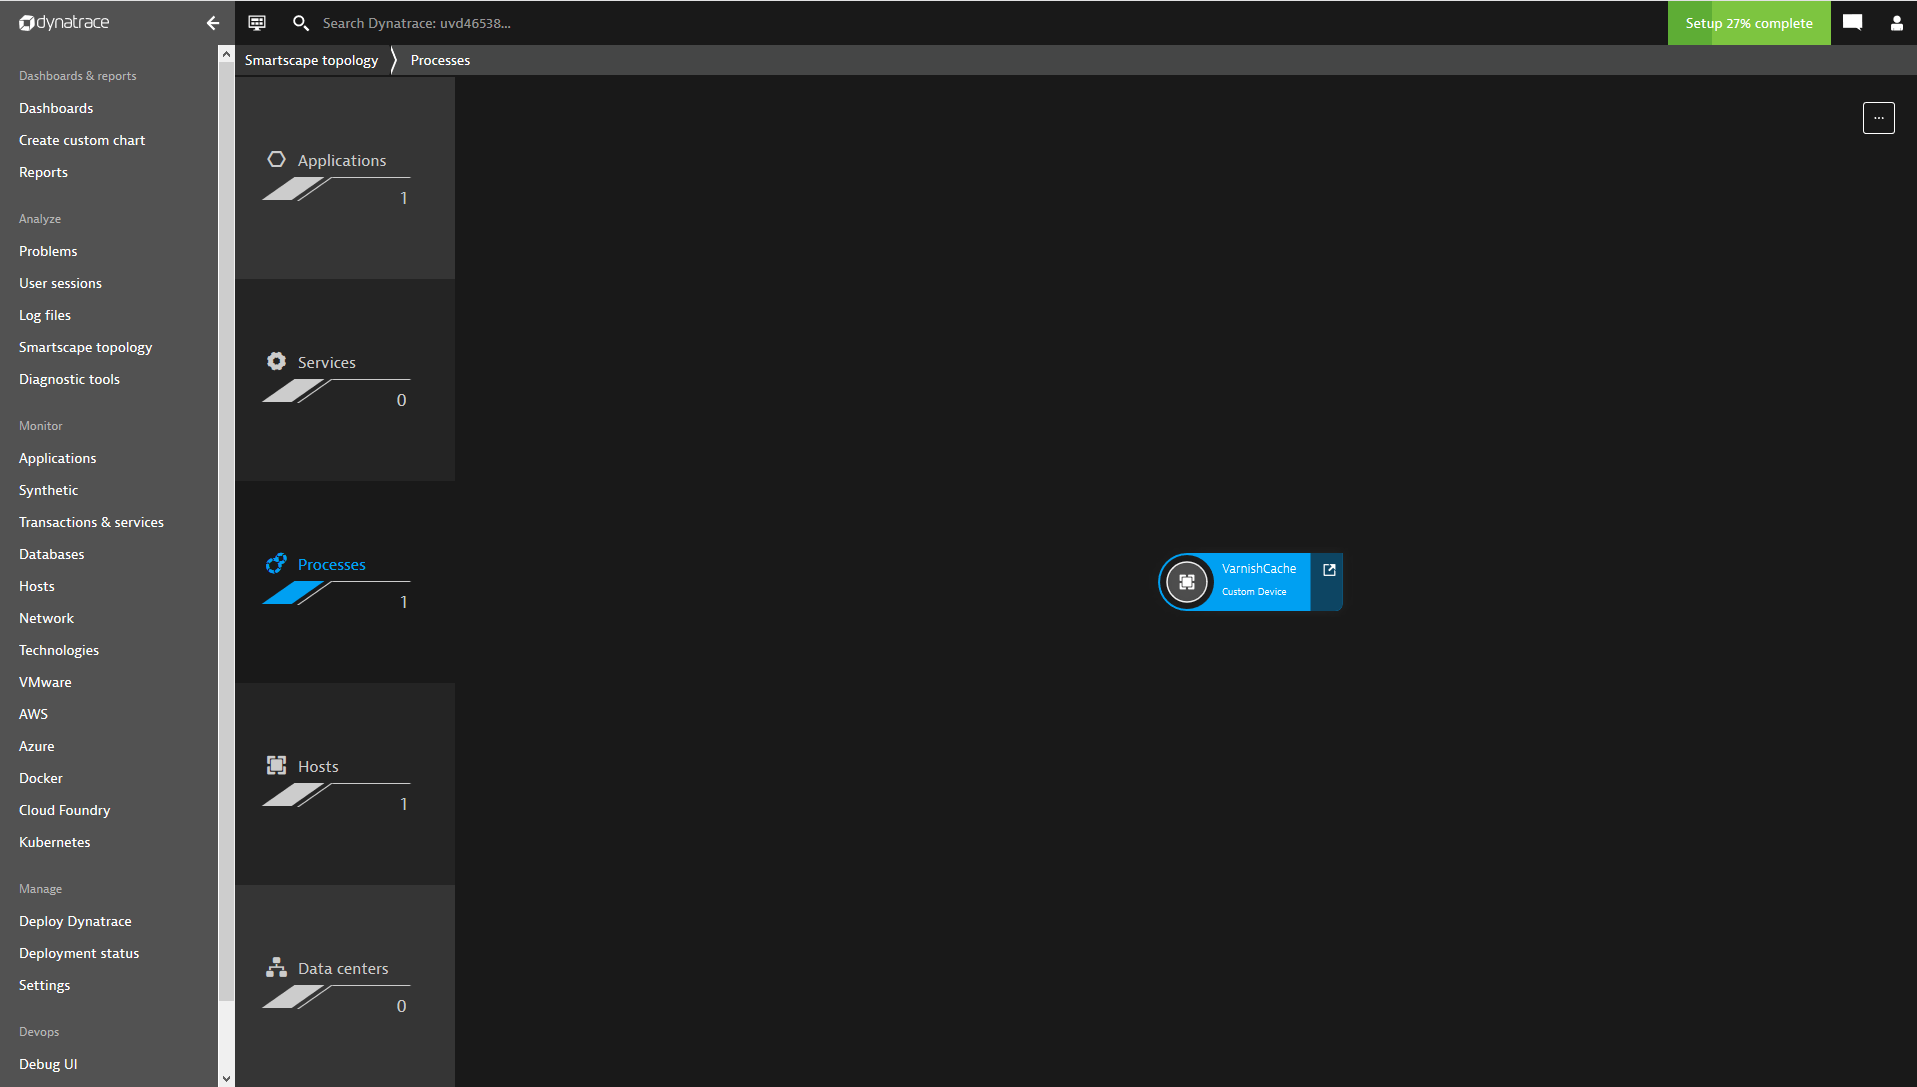 dynatrace
Search Dynatrace: uvd46538...
Setup 27% complete
Smartscape topology
Processes
Dashboards & reports
Dashboards
Create custom chart
Reports
Analyze
Problems
User sessions
Log files
Smartscape topology
Diagnostic tools
Monitor
Applications
Synthetic
Transactions & services
Databases
Hosts
Network
Technologies
VMware
AWS
Azure
Docker
Cloud Foundry
Kubernetes
Manage
Deploy Dynatrace
Deployment status
Settings
Devops
Debug UI
Applications
1
Services
0
Processes
1
Hosts
1
Data centers
0
...
VarnishCache
Custom Device